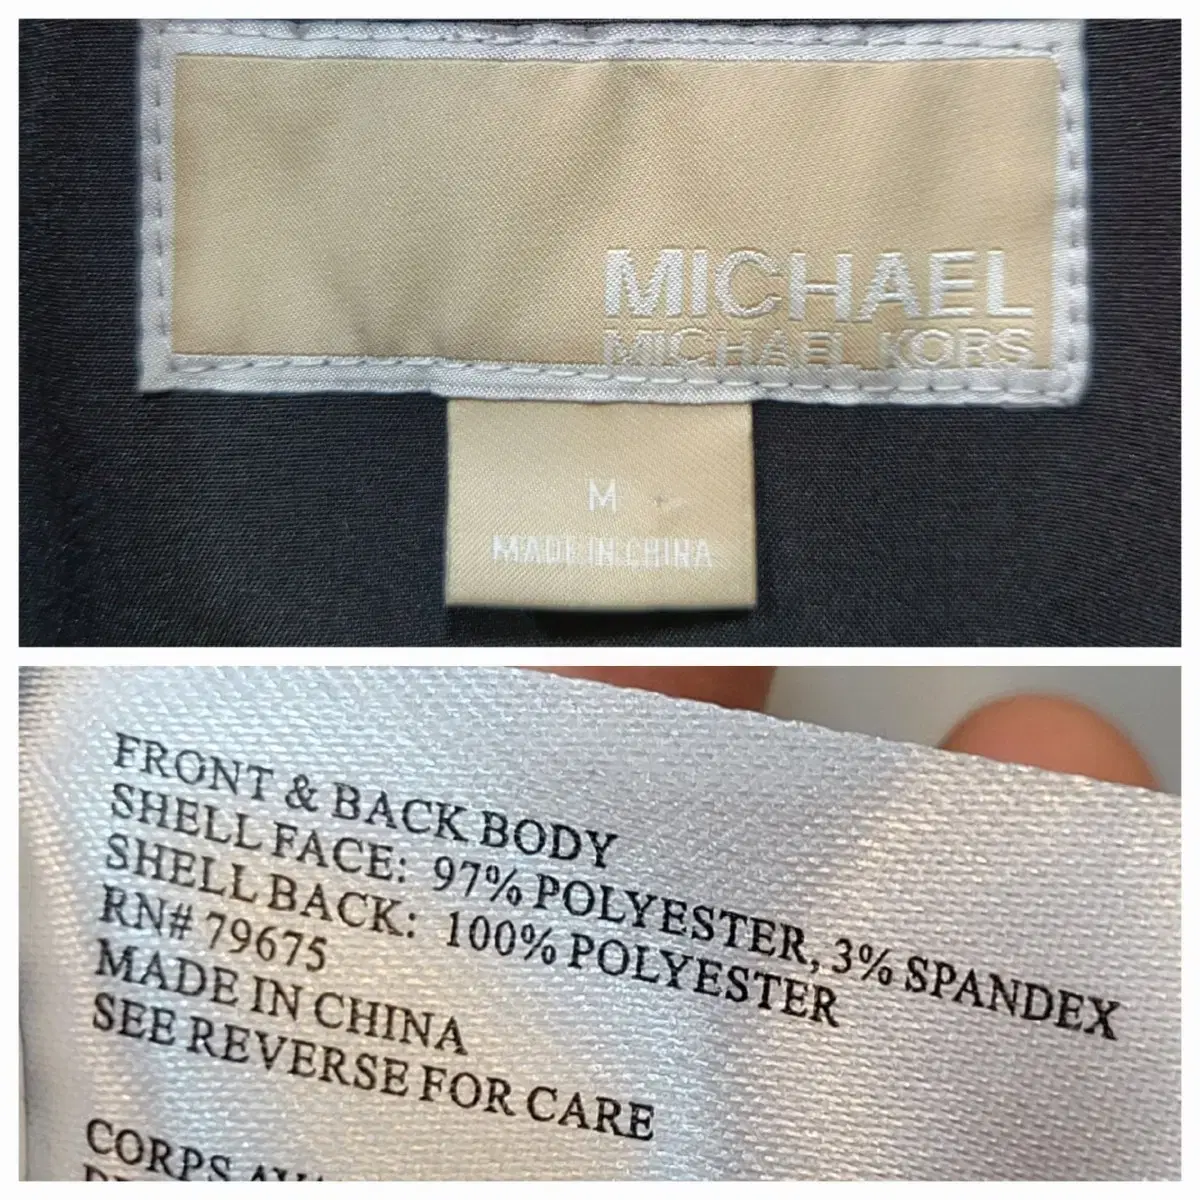 MICHAEL
MICHAEL KORS
M
MADE IN CHINA
FRONT & BACK BODY
SHELL FACE: 97% POLYESTER, 3% SPANDEX
SHELL BACK: 100% POLYESTER
RN# 79675
MADE IN CHINA
SEE REVERSE FOR CARE
CORPS